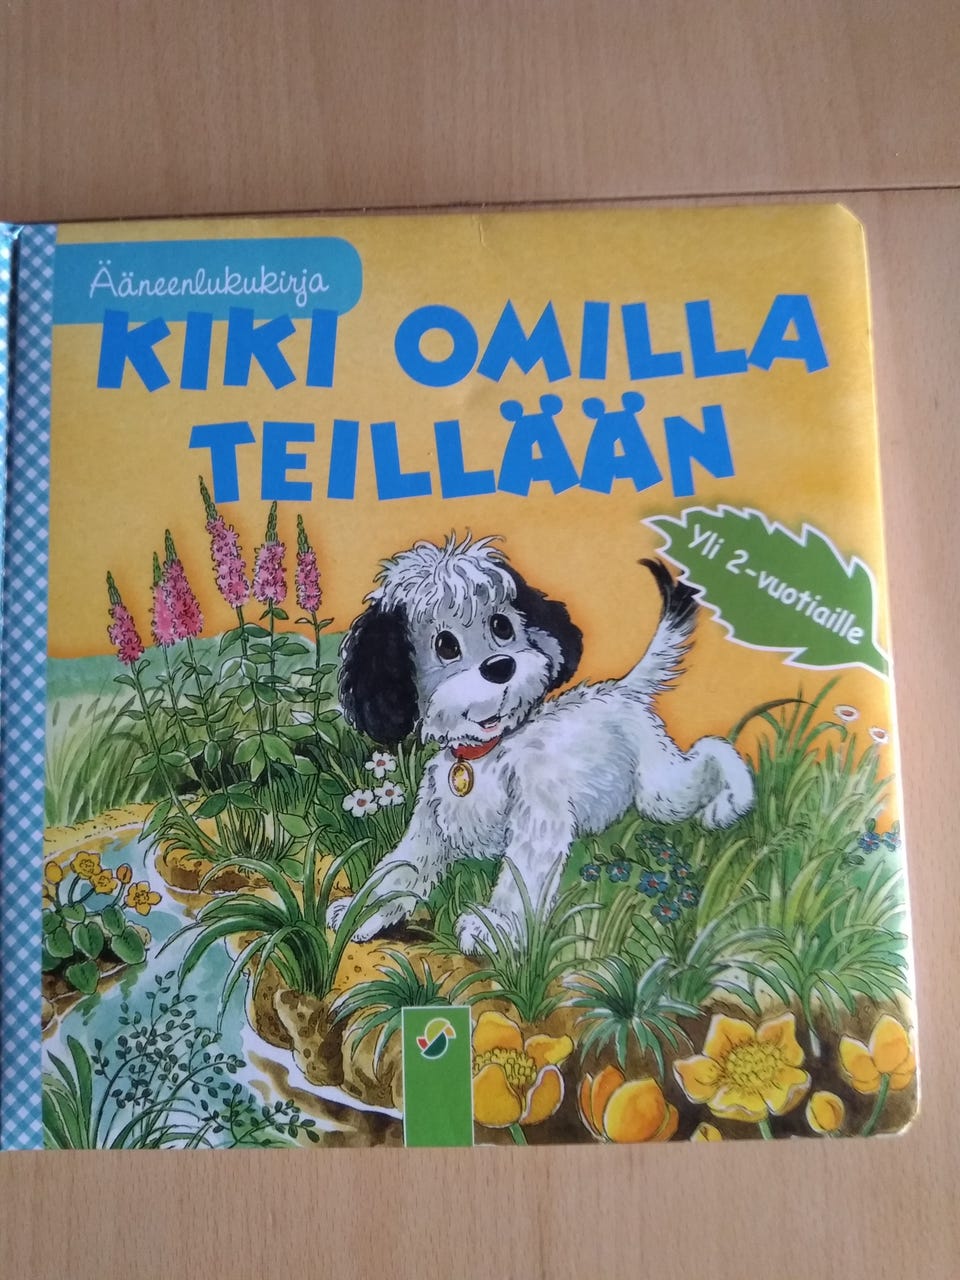 Ääneenlukukirja
KIKI OMILLA
TEILLÄÄN
Yli 2-vuotiaille